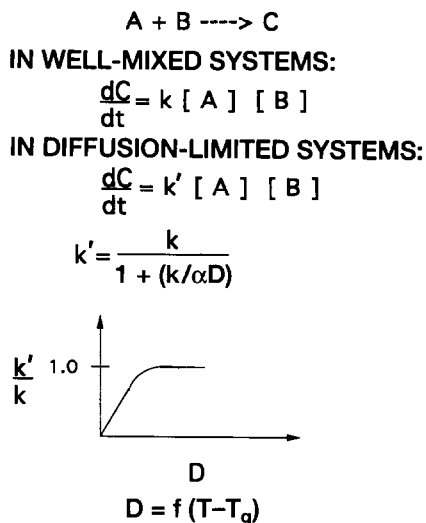 A + B ----> C
IN WELL-MIXED SYSTEMS:
dC/dt = k [ A ] [ B ]
IN DIFFUSION-LIMITED SYSTEMS:
dC/dt = k′ [ A ] [ B ]
k′ = k / 1 + (k/αD)
k′/k 1.0
D
D = f (T–Tg)